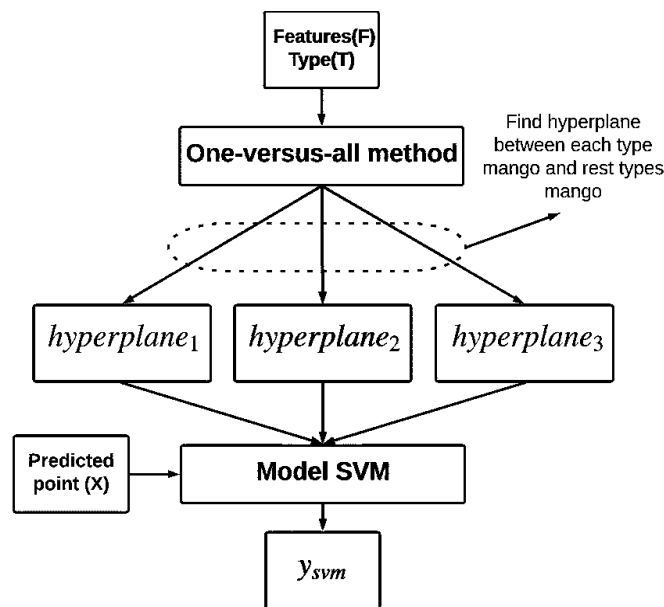 Features(F)
Type(T)
One-versus-all method
Find hyperplane
between each type
mango and rest types
mango
hyperplane₁
hyperplane₂
hyperplane₃
Predicted
point (X)
Model SVM
y_svm